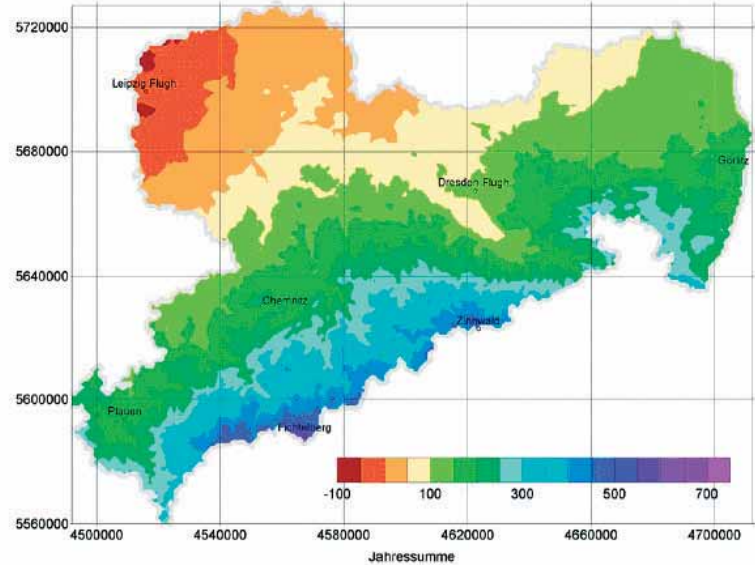 5720000
Leipzig Flugh.
5680000
Görlitz
Dresden-Flugh.
5640000
Chemnitz
Zinnwald
5600000
Plauen
Fichtelberg
-100 100 300 500 700
5560000
4500000 4540000 4580000 4620000 4660000 4700000
Jahressumme